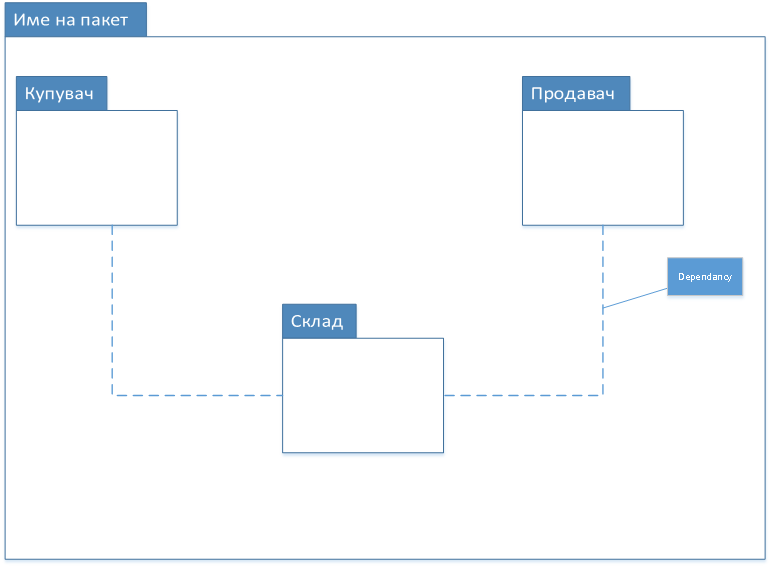 Име на пакет
Купувач
Продавач
Dependancy
Склад